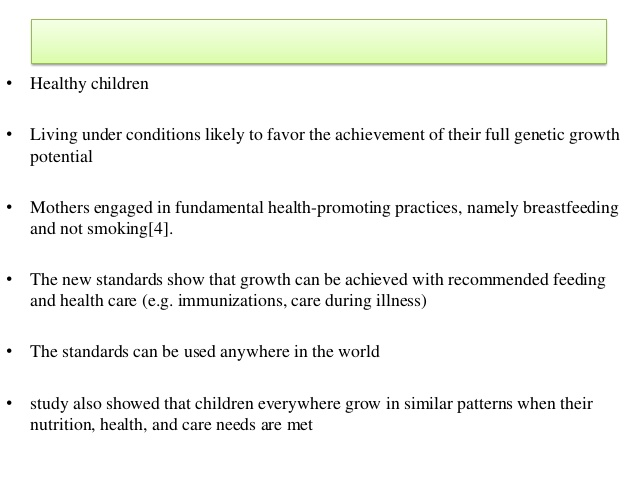 • Healthy children
• Living under conditions likely to favor the achievement of their full genetic growth
potential
• Mothers engaged in fundamental health-promoting practices, namely breastfeeding
and not smoking[4].
• The new standards show that growth can be achieved with recommended feeding
and health care (e.g. immunizations, care during illness)
• The standards can be used anywhere in the world
• study also showed that children everywhere grow in similar patterns when their
nutrition, health, and care needs are met